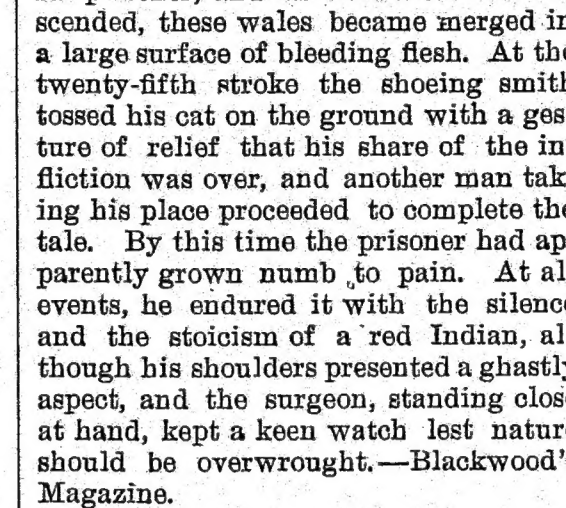 scended, these wales became merged in
a large surface of bleeding flesh. At the
twenty-fifth stroke the shoeing smith
tossed his cat on the ground with a ges
ture of relief that his share of the in
fliction was over, and another man tak
ing his place proceeded to complete the
tale. By this time the prisoner had ap
parently grown numb to pain. At al
events, he endured it with the silence
and the stoicism of a red Indian, al
though his shoulders presented a ghastly
aspect, and the surgeon, standing clos
at hand, kept a keen watch lest natur
should be overwrought.—Blackwood'
Magazine.